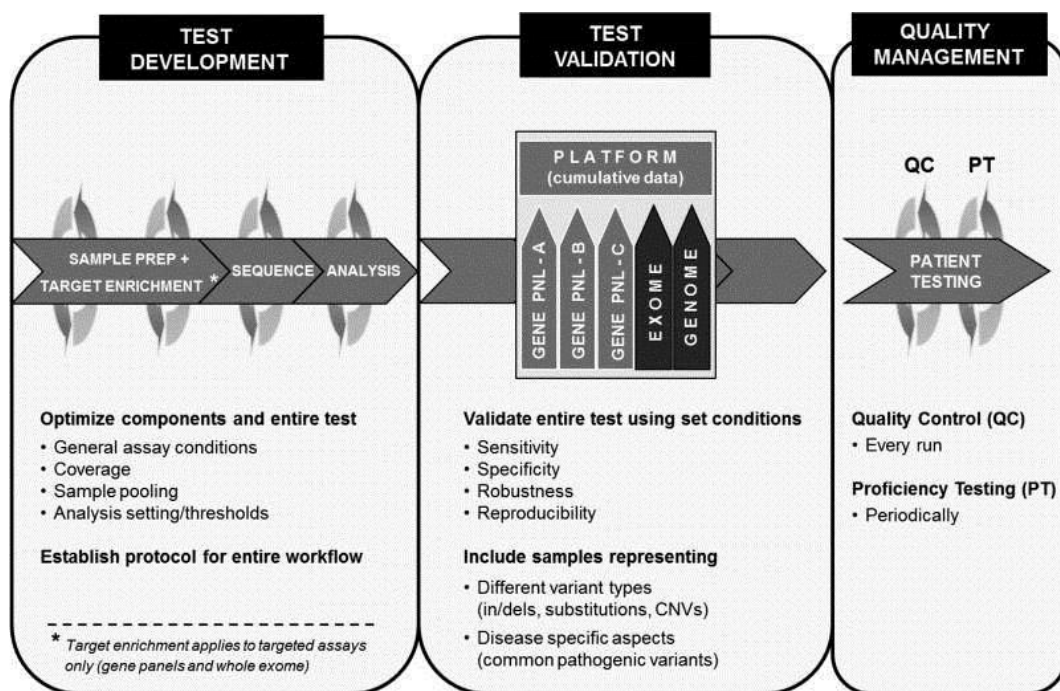 TEST
DEVELOPMENT
SAMPLE PREP +
TARGET ENRICHMENT *
SEQUENCE
ANALYSIS
Optimize components and entire test
• General assay conditions
• Coverage
• Sample pooling
• Analysis setting/thresholds
Establish protocol for entire workflow
* Target enrichment applies to targeted assays
only (gene panels and whole exome)
TEST
VALIDATION
PLATFORM
(cumulative data)
GENE PNL - A
GENE PNL - B
GENE PNL - C
EXOME
GENOME
Validate entire test using set conditions
• Sensitivity
• Specificity
• Robustness
• Reproducibility
Include samples representing
• Different variant types
(in/dels, substitutions, CNVs)
• Disease specific aspects
(common pathogenic variants)
QUALITY
MANAGEMENT
QC PT
PATIENT
TESTING
Quality Control (QC)
• Every run
Proficiency Testing (PT)
• Periodically